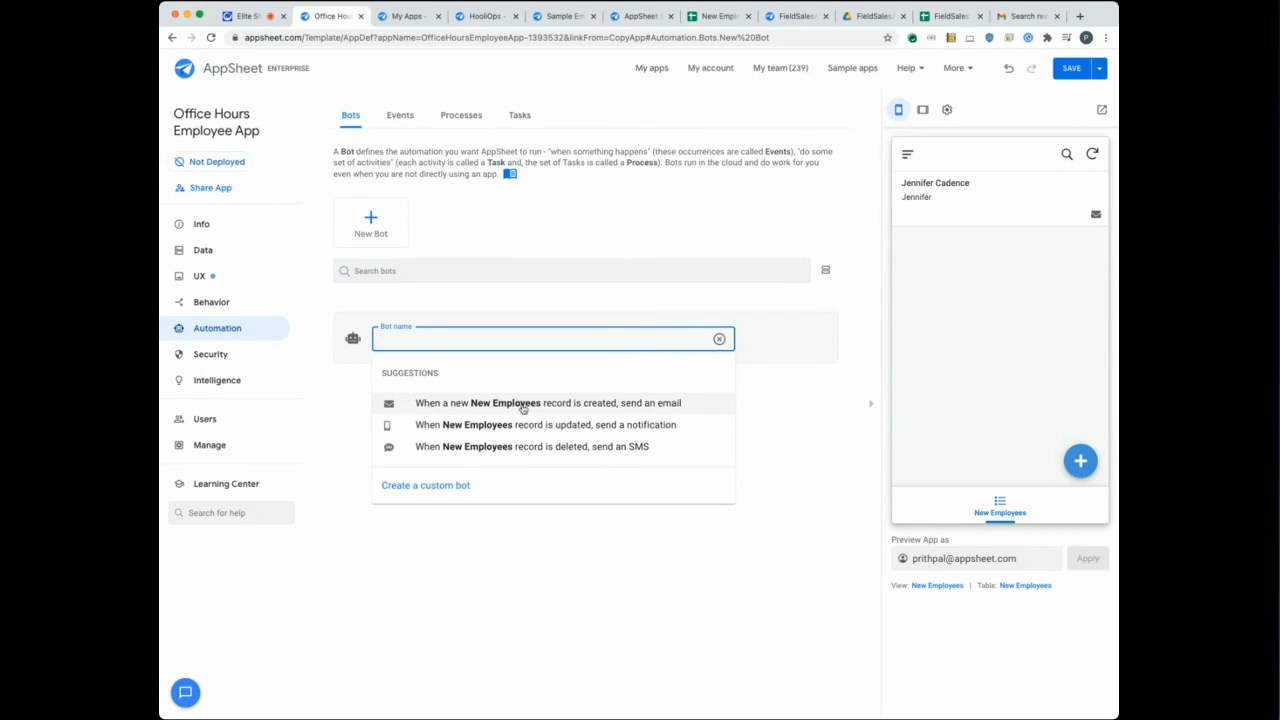 Elite S
Office Hou
My Apps -
HooliOps -
Sample Em
AppSheet
New Empl
FieldSales
FieldSales
FieldSales
Search re
appsheet.com/Template/AppDef?appName=OfficeHoursEmployeeApp-1393532&linkFrom=CopyApp#Automation.Bots.New%20Bot
P
AppSheet ENTERPRISE
My apps
My account
My team (239)
Sample apps
Help
More
SAVE
Office Hours
Employee App
Not Deployed
Share App
Info
Data
UX
Behavior
Automation
Security
Intelligence
Users
Manage
Learning Center
Search for help
Bots
Events
Processes
Tasks
A Bot defines the automation you want AppSheet to run - "when something happens" (these occurrences are called Events), "do some
set of activities" (each activity is called a Task and, the set of Tasks is called a Process). Bots run in the cloud and do work for you
even when you are not directly using an app.
New Bot
Search bots
Bot name
SUGGESTIONS
When a new New Employees record is created, send an email
When New Employees record is updated, send a notification
When New Employees record is deleted, send an SMS
Create a custom bot
Jennifer Cadence
Jennifer
New Employees
Preview App as
prithpal@appsheet.com
Apply
View: New Employees | Table: New Employees